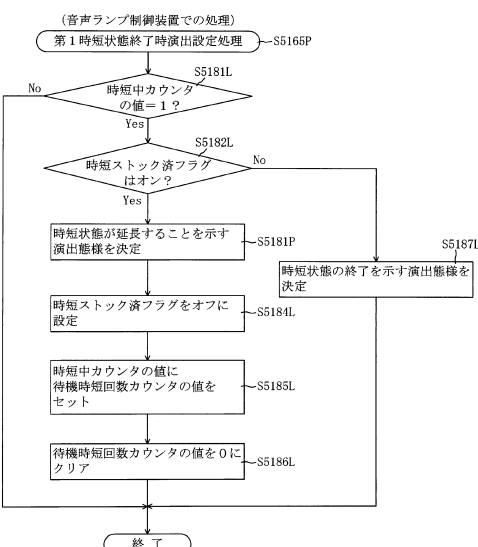 (音声ランプ制御装置での処理)
第1時短状態終了時演出設定処理
S5165P
S5181L
時短中カウンタ
の値=1?
No
Yes
S5182L
時短ストック済フラグ
はオン?
No
Yes
時短状態が延長することを示す
演出態様を決定
S5181P
S5187L
時短状態の終了を示す演出態様を
決定
時短ストック済フラグをオフに
設定
S5184L
時短中カウンタの値に
待機時短回数カウンタの値を
セット
S5185L
待機時短回数カウンタの値を0に
クリア
S5186L
終了